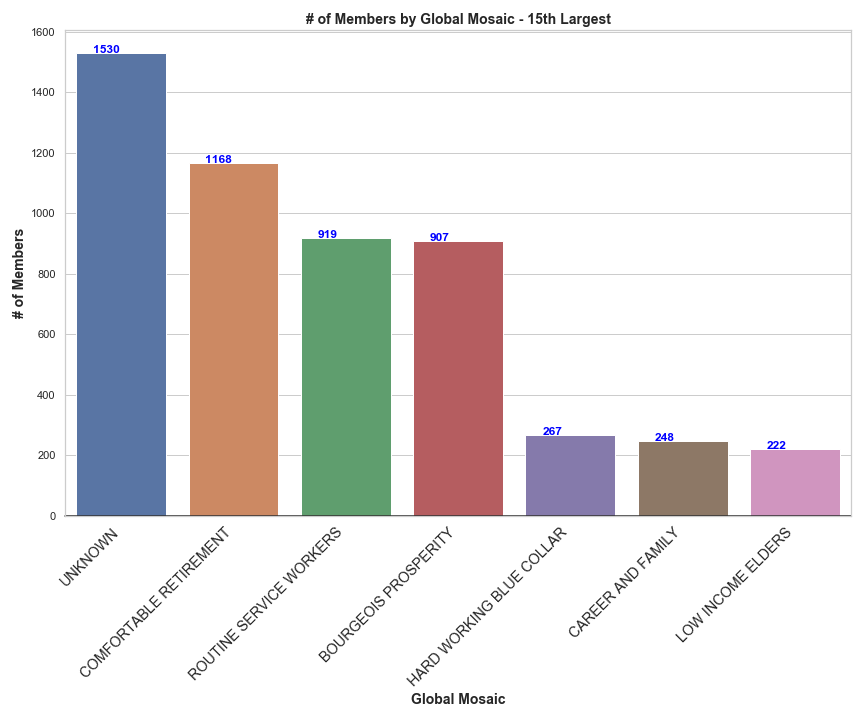 # of Members by Global Mosaic - 15th Largest
1600
1400
1200
1000
800
600
400
200
0
# of Members
1530
1168
919
907
267
248
222
UNKNOWN
COMFORTABLE RETIREMENT
ROUTINE SERVICE WORKERS
BOURGEOIS PROSPERITY
HARD WORKING BLUE COLLAR
CAREER AND FAMILY
LOW INCOME ELDERS
Global Mosaic